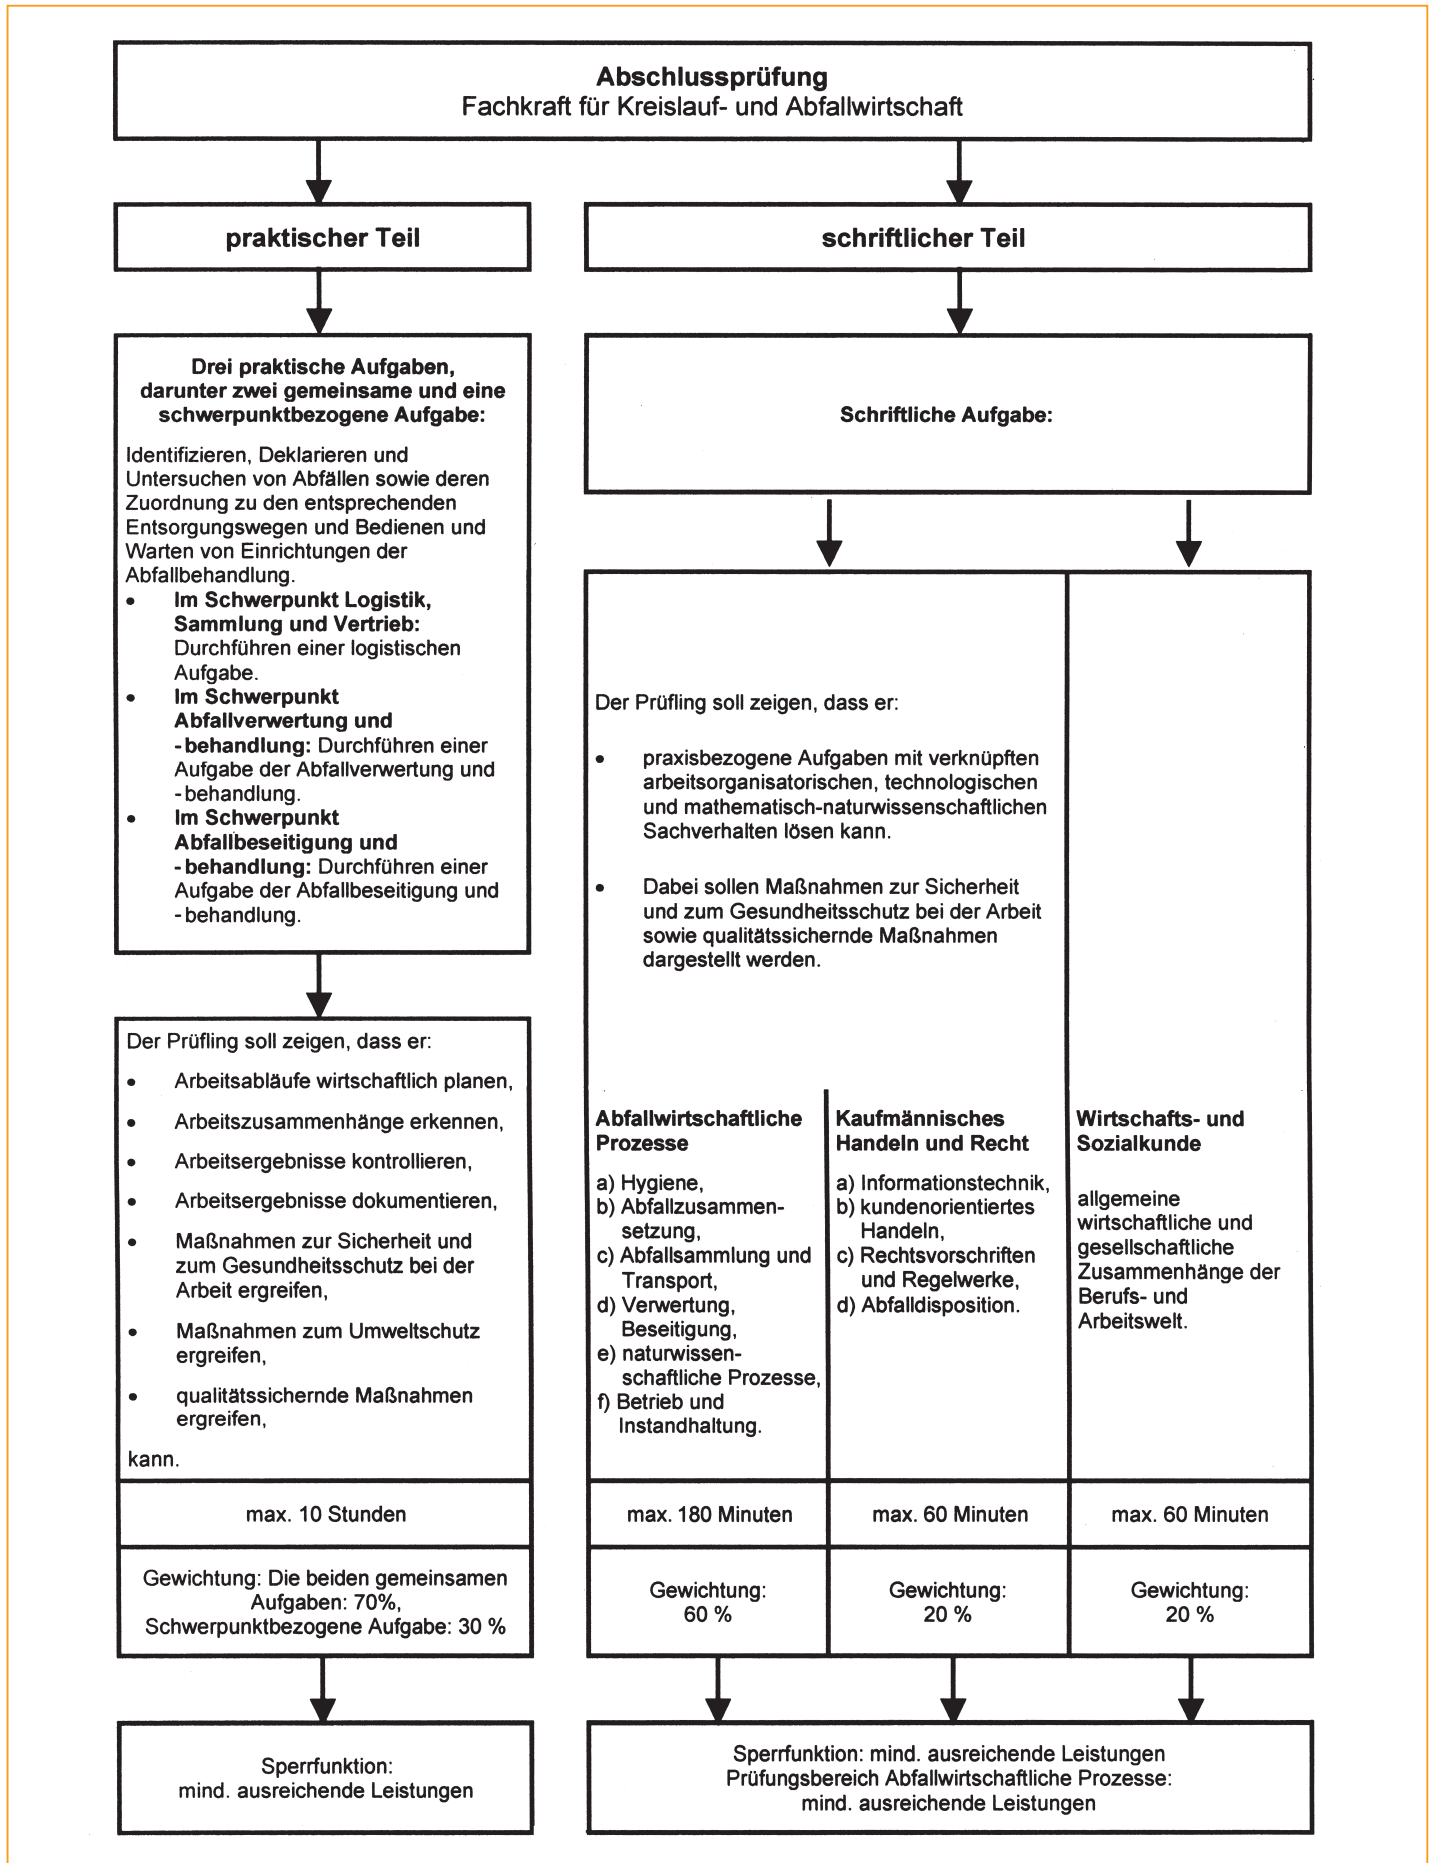 Abschlussprüfung
Fachkraft für Kreislauf- und Abfallwirtschaft
praktischer Teil
schriftlicher Teil
Drei praktische Aufgaben,
darunter zwei gemeinsame und eine
schwerpunktbezogene Aufgabe:
Identifizieren, Deklarieren und
Untersuchen von Abfällen sowie deren
Zuordnung zu den entsprechenden
Entsorgungswegen und Bedienen und
Warten von Einrichtungen der
Abfallbehandlung.
• Im Schwerpunkt Logistik,
Sammlung und Vertrieb:
Durchführen einer logistischen
Aufgabe.
• Im Schwerpunkt
Abfallverwertung und
-behandlung: Durchführen einer
Aufgabe der Abfallverwertung und
-behandlung.
• Im Schwerpunkt
Abfallbeseitigung und
-behandlung: Durchführen einer
Aufgabe der Abfallbeseitigung und
-behandlung.
Der Prüfling soll zeigen, dass er:
• Arbeitsabläufe wirtschaftlich planen,
• Arbeitszusammenhänge erkennen,
• Arbeitsergebnisse kontrollieren,
• Arbeitsergebnisse dokumentieren,
• Maßnahmen zur Sicherheit und
zum Gesundheitsschutz bei der
Arbeit ergreifen,
• Maßnahmen zum Umweltschutz
ergreifen,
• qualitätssichernde Maßnahmen
ergreifen,
kann.
max. 10 Stunden
Gewichtung: Die beiden gemeinsamen
Aufgaben: 70%,
Schwerpunktbezogene Aufgabe: 30 %
Sperrfunktion:
mind. ausreichende Leistungen
Schriftliche Aufgabe:
Der Prüfling soll zeigen, dass er:
• praxisbezogene Aufgaben mit verknüpften
arbeitsorganisatorischen, technologischen
und mathematisch-naturwissenschaftlichen
Sachverhalten lösen kann.
• Dabei sollen Maßnahmen zur Sicherheit
und zum Gesundheitsschutz bei der Arbeit
sowie qualitätssichernde Maßnahmen
dargestellt werden.
Abfallwirtschaftliche
Prozesse
a) Hygiene,
b) Abfallzusammen-
setzung,
c) Abfallsammlung und
Transport,
d) Verwertung,
Beseitigung,
e) naturwissen-
schaftliche Prozesse,
f) Betrieb und
Instandhaltung.
max. 180 Minuten
Gewichtung:
60 %
Kaufmännisches
Handeln und Recht
a) Informationstechnik,
b) kundenorientiertes
Handeln,
c) Rechtsvorschriften
und Regelwerke,
d) Abfalldisposition.
max. 60 Minuten
Gewichtung:
20 %
Wirtschafts- und
Sozialkunde
allgemeine
wirtschaftliche und
gesellschaftliche
Zusammenhänge der
Berufs- und
Arbeitswelt.
max. 60 Minuten
Gewichtung:
20 %
Sperrfunktion: mind. ausreichende Leistungen
Prüfungsbereich Abfallwirtschaftliche Prozesse:
mind. ausreichende Leistungen